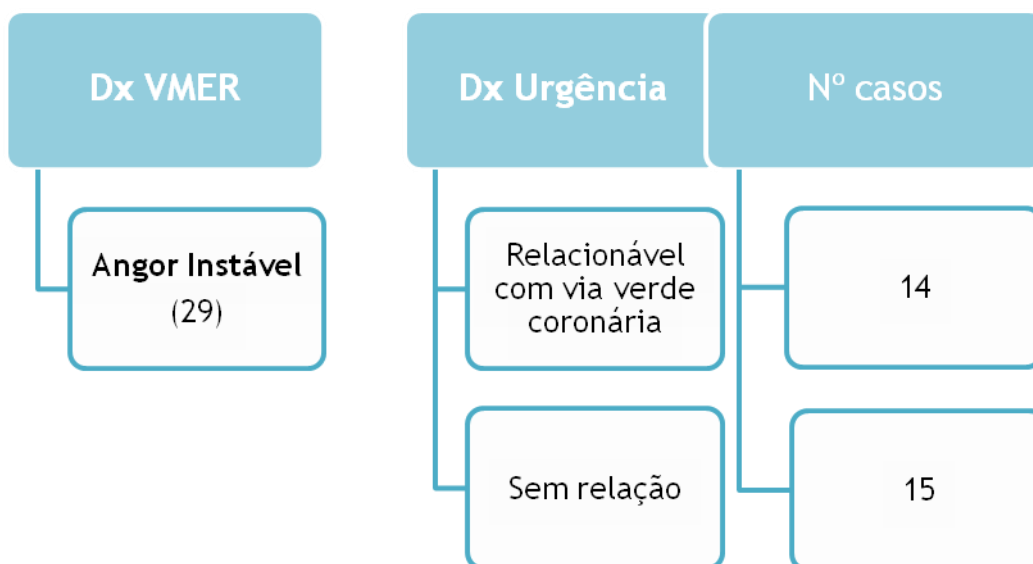 Dx VMER
Angor Instável
(29)
Dx Urgência
Nº casos
Relacionável
com via verde
coronária
14
Sem relação
15